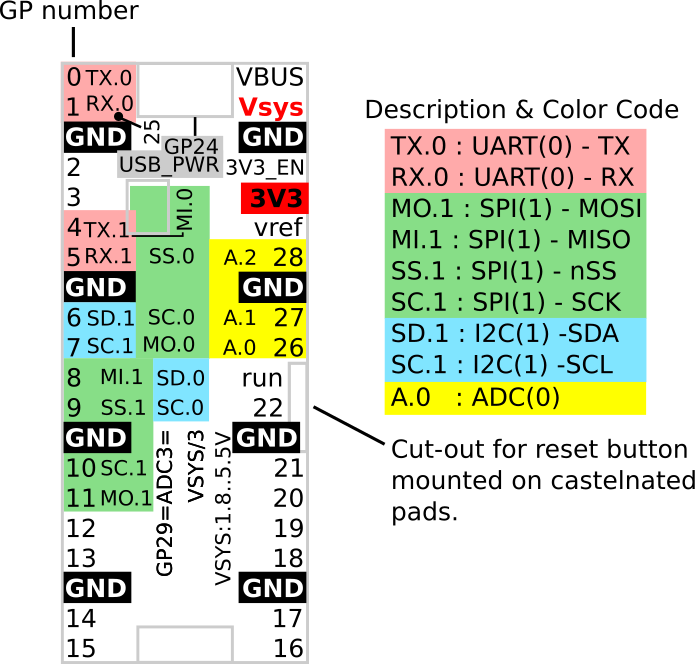 GP number
0 TX.0 VBUS
1 RX.0 Vsys
GND 25 GND
GP24
2 USB_PWR 3V3_EN
3 MI.0 3V3
4 TX.1 vref
5 RX.1 SS.0 A.2 28
GND GND
6 SD.1 SC.0 A.1 27
7 SC.1 MO.0 A.0 26
8 MI.1 SD.0 run
9 SS.1 SC.0 22
GND GND
10 SC.1 21
11 MO.1 20
12 19
13 18
GND GND
14 17
15 16
GP29=ADC3=
VSYS/3
VSYS:1.8..5.5V
Description & Color Code
TX.0 : UART(0) - TX
RX.0 : UART(0) - RX
MO.1 : SPI(1) - MOSI
MI.1 : SPI(1) - MISO
SS.1 : SPI(1) - nSS
SC.1 : SPI(1) - SCK
SD.1 : I2C(1) -SDA
SC.1 : I2C(1) -SCL
A.0 : ADC(0)
Cut-out for reset button
mounted on castelnated
pads.